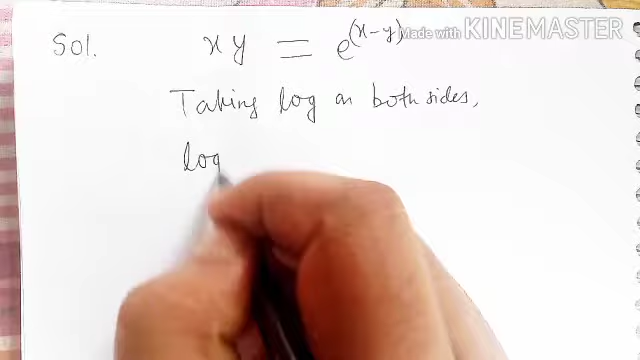 Made with KINEMASTER
Sol. xy = e^(x-y)
Taking log on both sides,
log